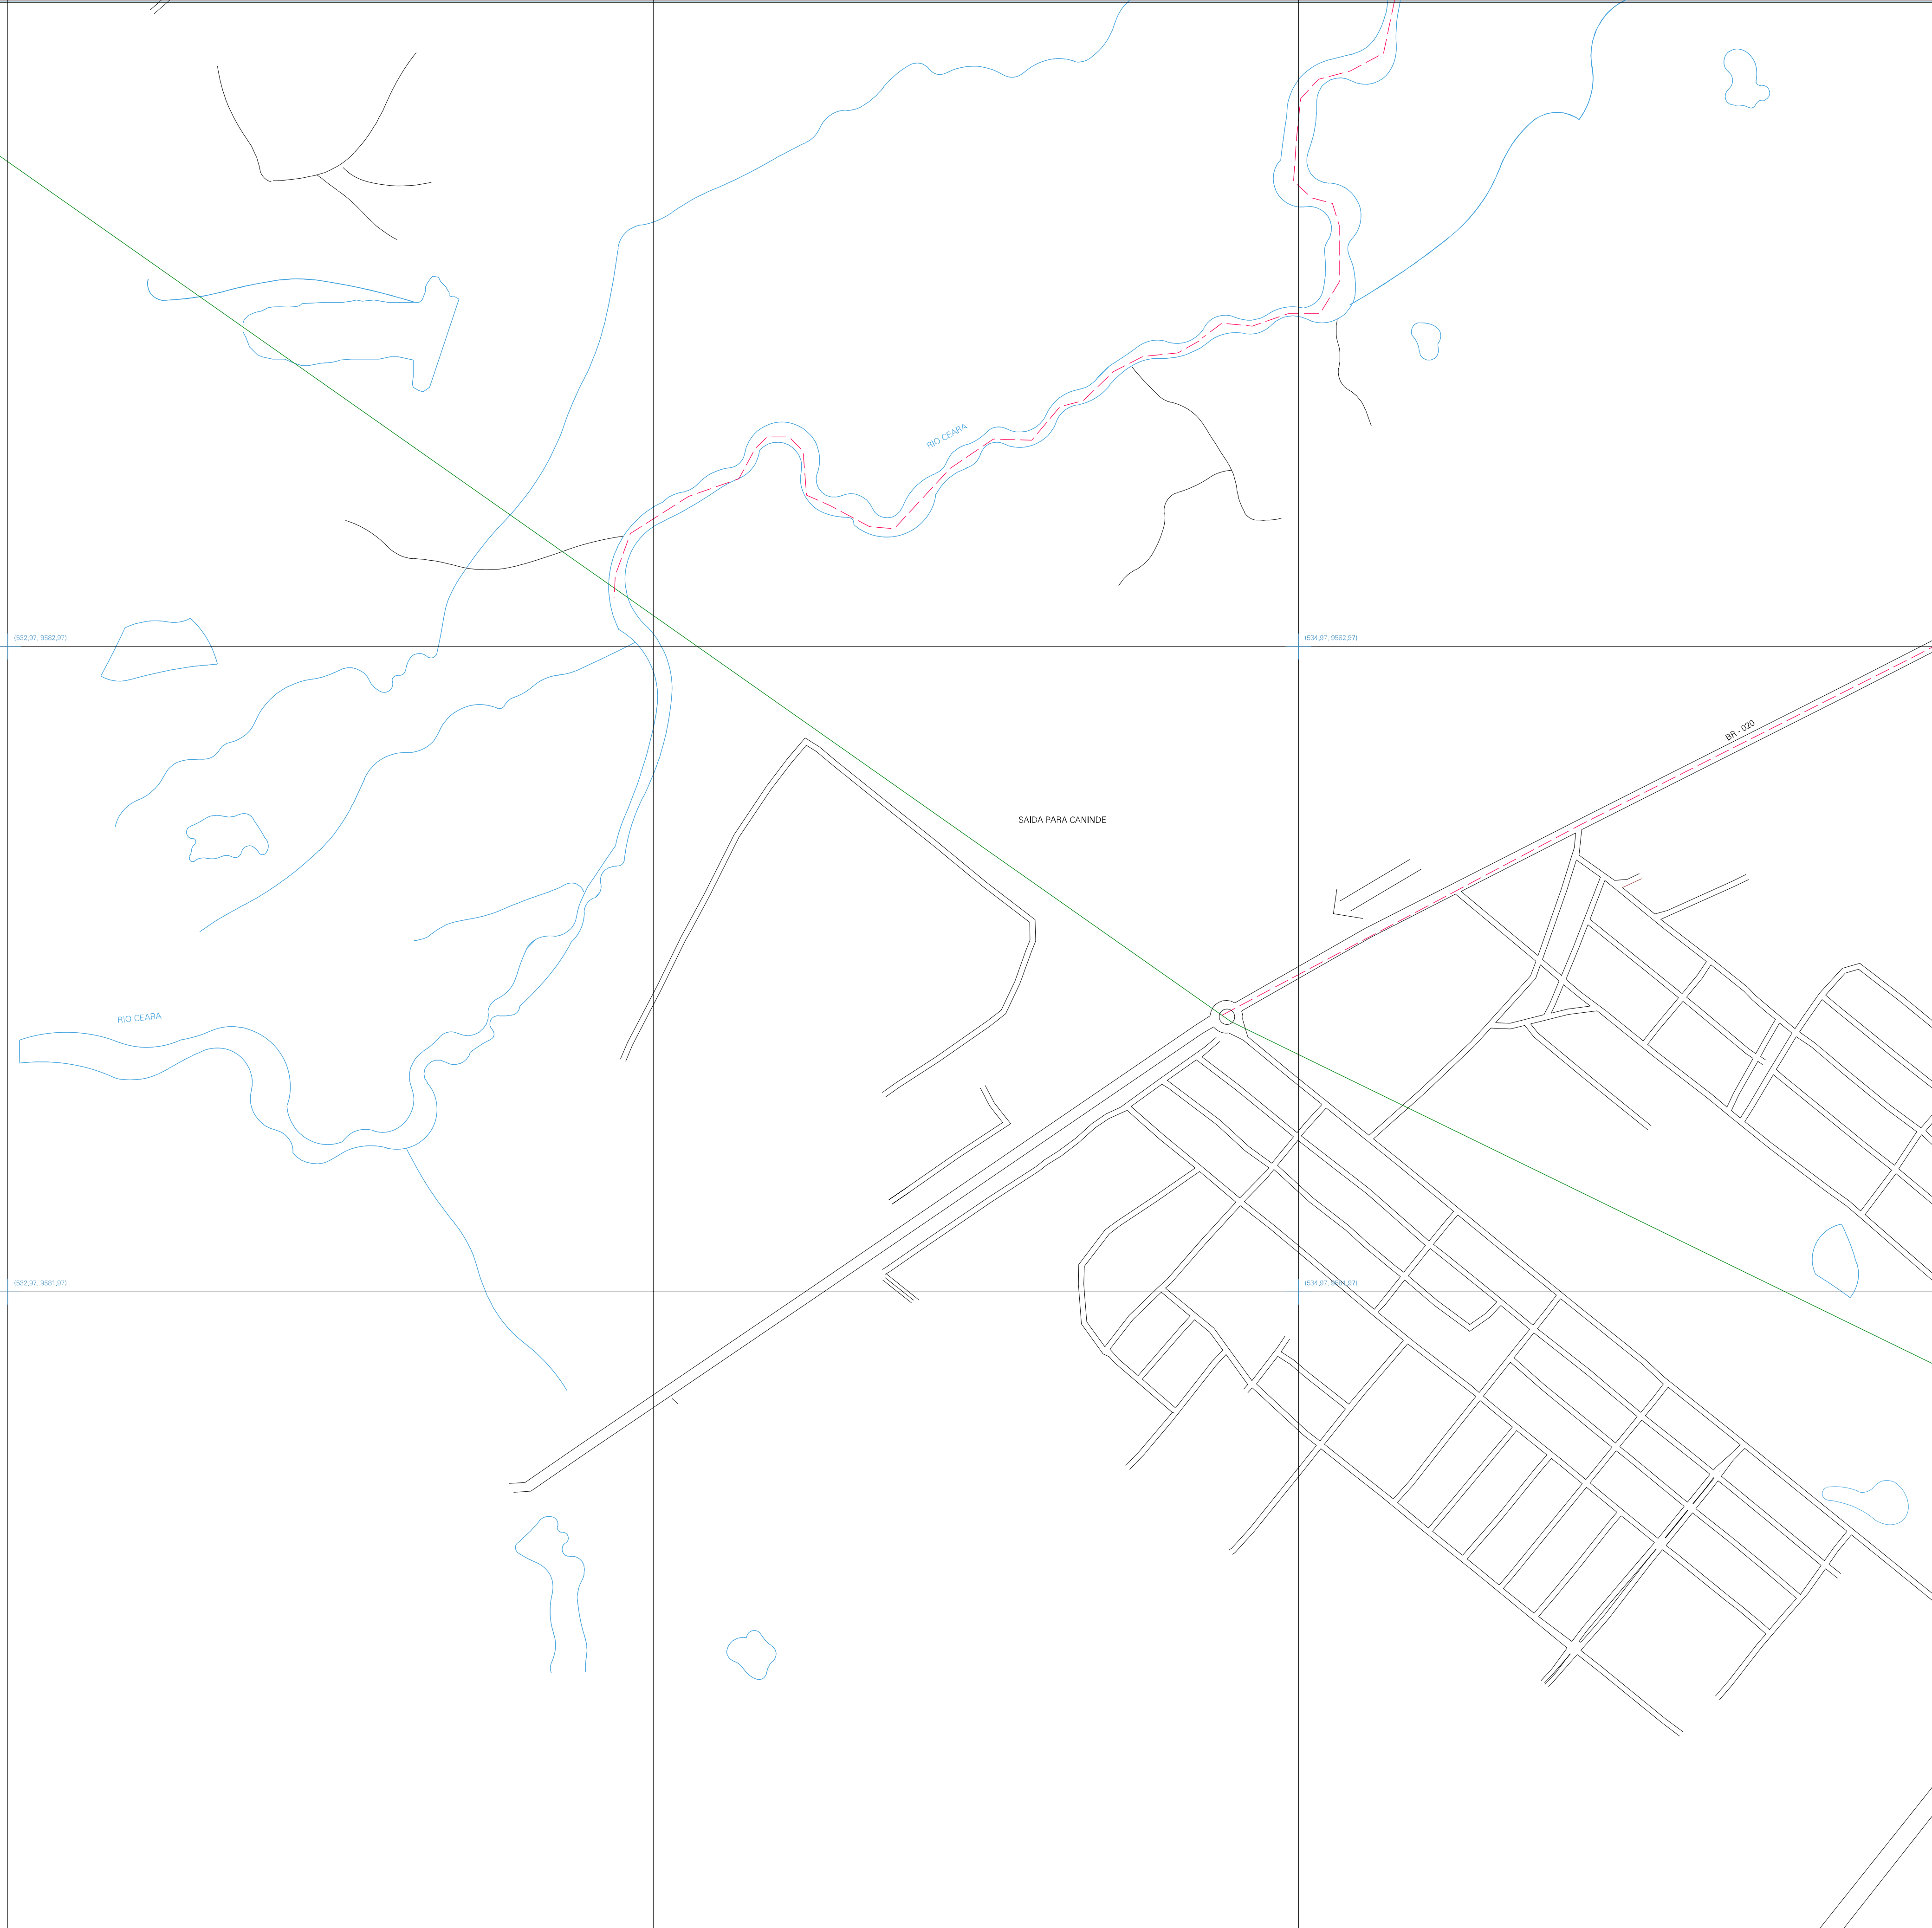 RIO CEARA
(532,97, 9582,97)
(534,97, 9582,97)
BR - 020
SAIDA PARA CANINDE
RIO CEARA
(532,97, 9581,97)
(534,97, 9581,97)